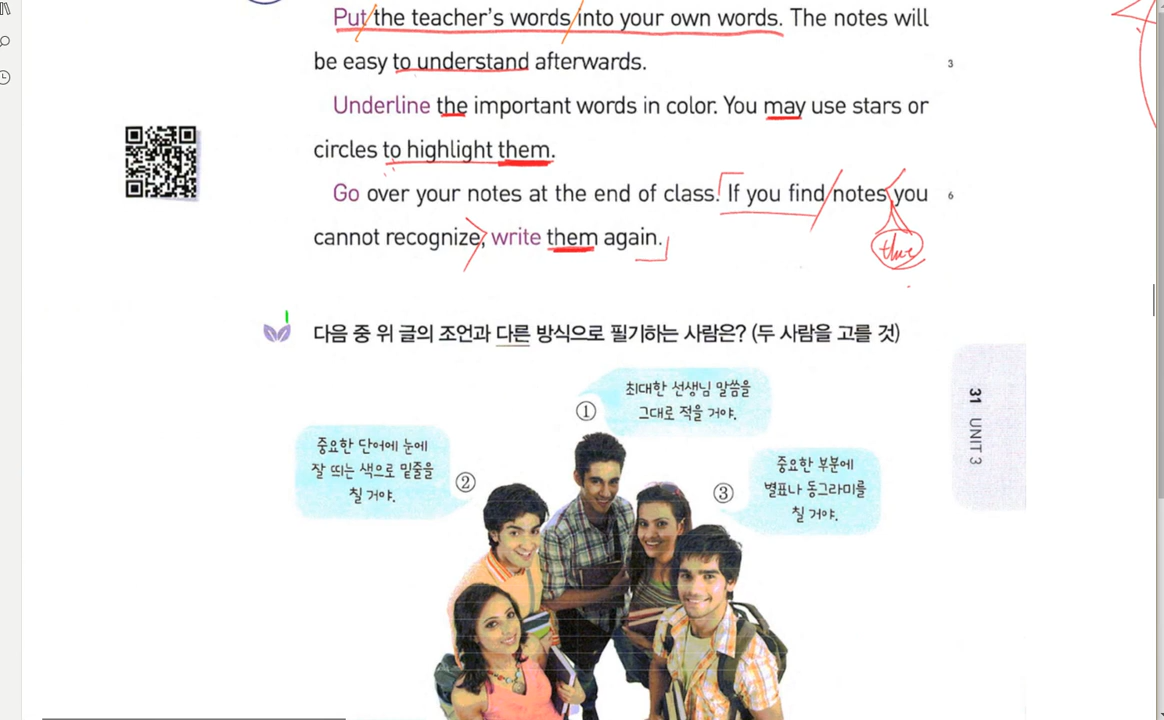 Put the teacher's words into your own words. The notes will
be easy to understand afterwards.
3
Underline the important words in color. You may use stars or
circles to highlight them.
Go over your notes at the end of class. If you find notes you
6
cannot recognize, write them again.
다음 중 위 글의 조언과 다른 방식으로 필기하는 사람은? (두 사람을 고를 것)
①
최대한 선생님 말씀을
그대로 적을 거야.
②
중요한 단어에 눈에
잘 띄는 색으로 밑줄을
칠 거야.
③
중요한 부분에
별표나 동그라미를
칠 거야.
31 UNIT 3